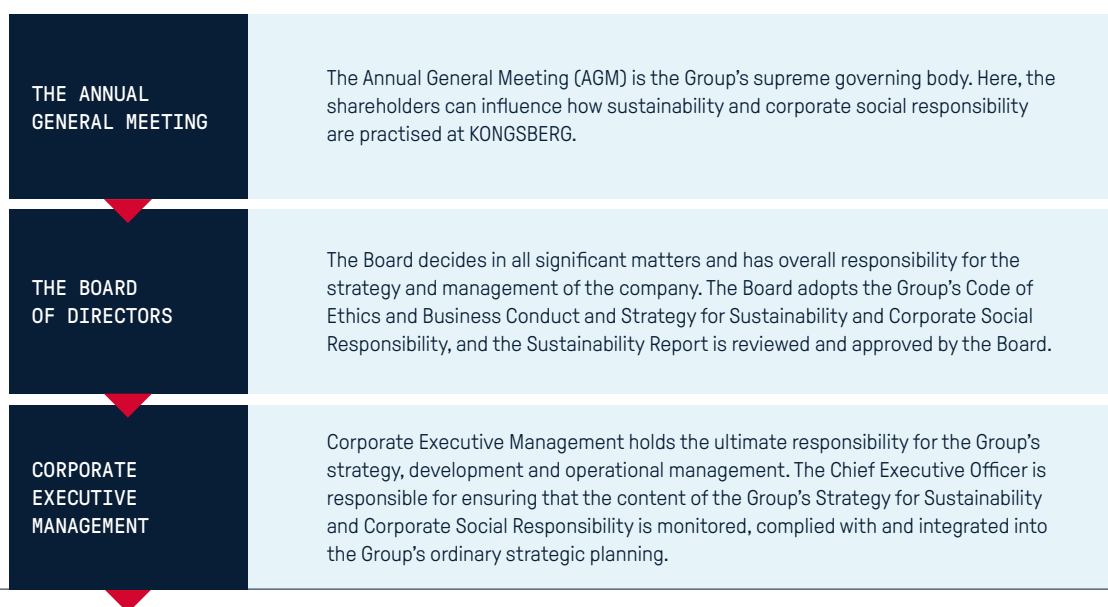 THE ANNUAL
GENERAL MEETING
The Annual General Meeting (AGM) is the Group's supreme governing body. Here, the
shareholders can influence how sustainability and corporate social responsibility
are practised at KONGSBERG.
THE BOARD
OF DIRECTORS
The Board decides in all significant matters and has overall responsibility for the
strategy and management of the company. The Board adopts the Group's Code of
Ethics and Business Conduct and Strategy for Sustainability and Corporate Social
Responsibility, and the Sustainability Report is reviewed and approved by the Board.
CORPORATE
EXECUTIVE
MANAGEMENT
Corporate Executive Management holds the ultimate responsibility for the Group's
strategy, development and operational management. The Chief Executive Officer is
responsible for ensuring that the content of the Group's Strategy for Sustainability
and Corporate Social Responsibility is monitored, complied with and integrated into
the Group's ordinary strategic planning.